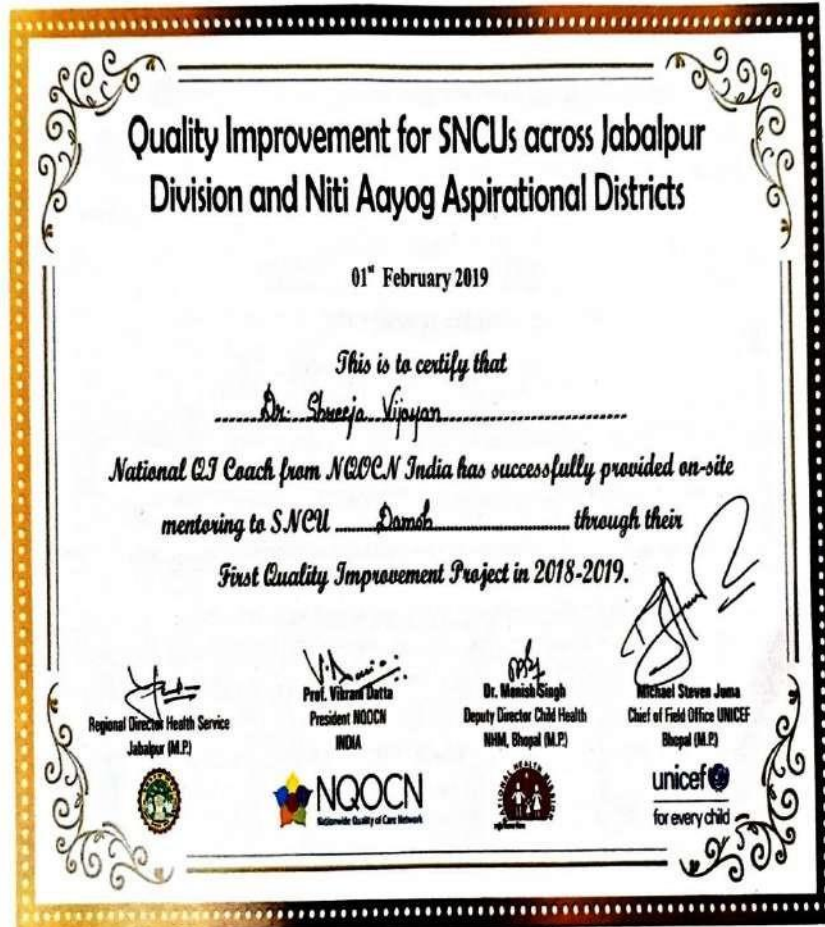 Quality Improvement for SNCUs across Jabalpur
Division and Niti Aayog Aspirational Districts
01st February 2019
This is to certify that
Dr. Shreeja Vijayan
National QI Coach from NQOCN India has successfully provided on-site
mentoring to SNCU Damoh through their
First Quality Improvement Project in 2018-2019.
Regional Director Health Service
Jabalpur (M.P.)
Prof. Vikram Datta
President NQOCN
INDIA
Dr. Manish Singh
Deputy Director Child Health
NHM, Bhopal (M.P.)
Michael Steven Juma
Chief of Field Office UNICEF
Bhopal (M.P.)
NQOCN
Nationwide Quality of Care Network
NATIONAL HEALTH MISSION
unicef
for every child